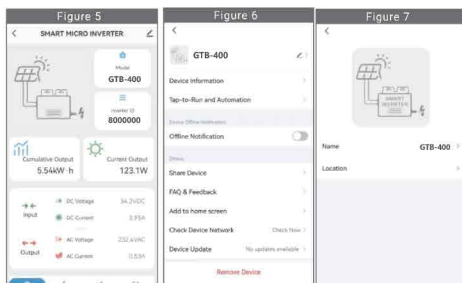 Figure 5
SMART MICRO INVERTER
Model
GTB-400
Inverter ID
8000000
Cumulative Output
5.54kW·h
Current Output
123.1W
Input
DC Voltage 34.2VDC
DC Current 3.93A
Output
AC Voltage 232.4VAC
AC Current 0.53A
Figure 6
GTB-400
Device Information
Tap-to-Run and Automation
Device Offline Notification
Offline Notification
Others
Share Device
FAQ & Feedback
Add to home screen
Check Device Network Check Now
Device Update No updates available
Remove Device
Figure 7
SMART
INVERTER
Name GTB-400
Location